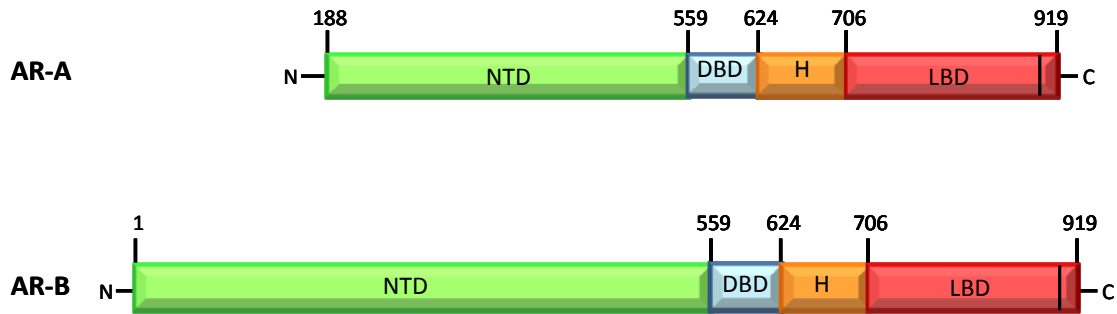 188 559 624 706 919
AR-A N NTD DBD H LBD C
1 559 624 706 919
AR-B N NTD DBD H LBD C